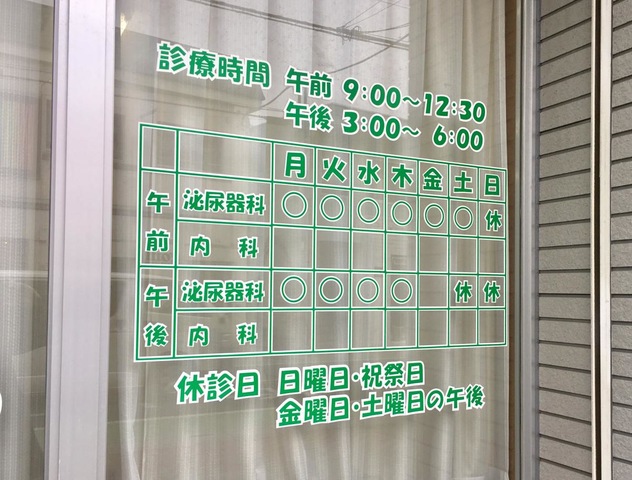 診療時間 午前 9:00～12:30
午後 3:00～ 6:00
月 火 水 木 金 土 日
午前 泌尿器科 ○ ○ ○ ○ ○ ○ 休
内 科
午後 泌尿器科 ○ ○ ○ ○ 休 休
内 科
休診日 日曜日・祝祭日
金曜日・土曜日の午後